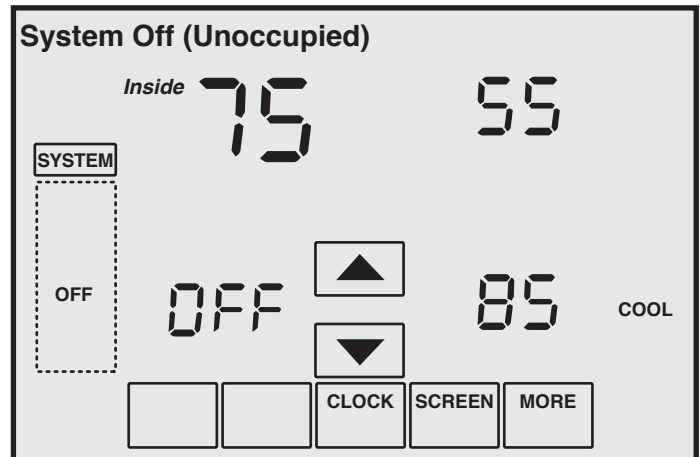 System Off (Unoccupied)
Inside 75 55
SYSTEM
OFF OFF 85 COOL
CLOCK SCREEN MORE